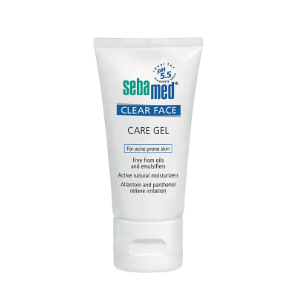 pH
5.5
sebamed®
CLEAR FACE
CARE GEL
For acne prone skin
Free from oils
and emulsifiers
Active natural moisturizers
Allantoin and panthenol
relieve irritation